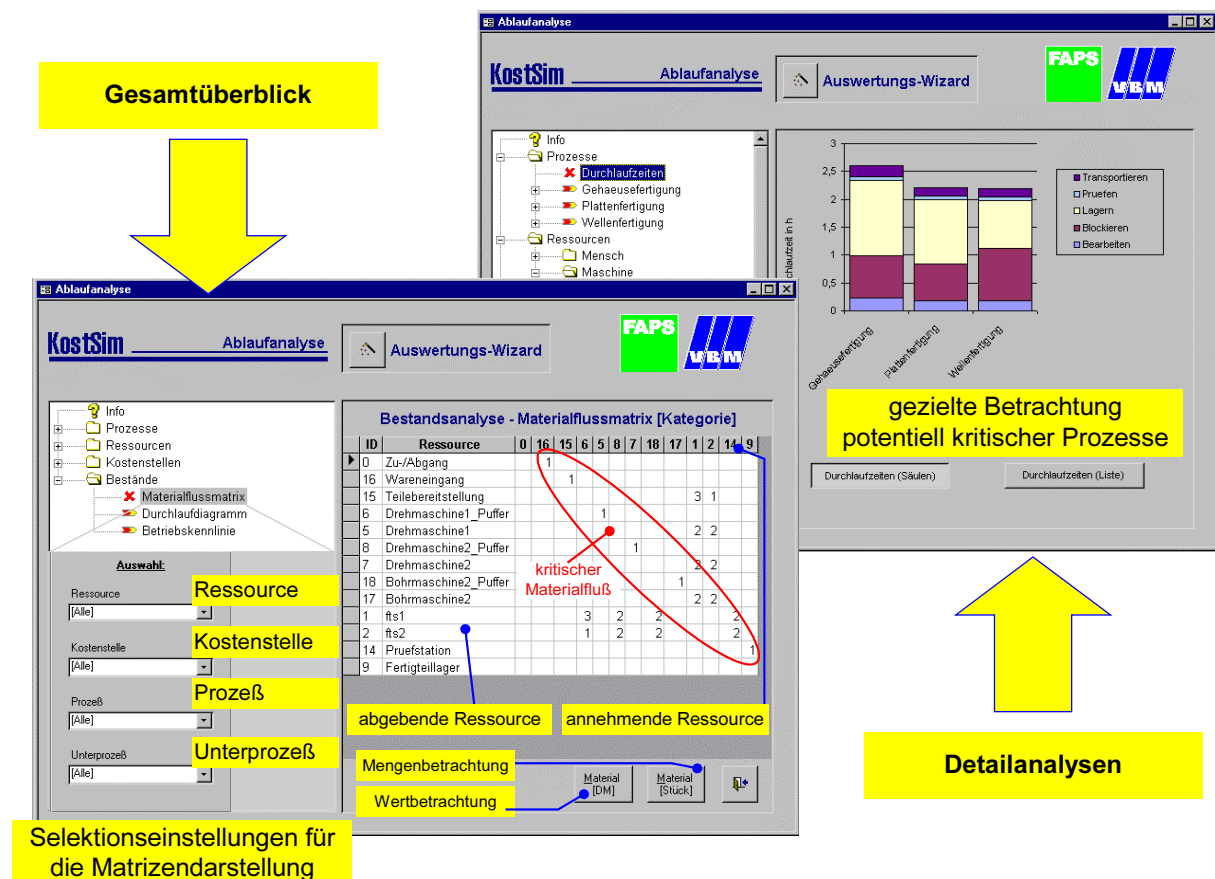 Gesamtüberblick
Ablaufanalyse
KostSim
Ablaufanalyse
Auswertungs-Wizard
FAPS
VBM
Info
Prozesse
Durchlaufzeiten
Gehaeusefertigung
Plattenfertigung
Wellenfertigung
Ressourcen
Mensch
Maschine
3
2,5
2
1,5
1
0,5
0
chlaufzeit in h
Gehaeusefertigung
Plattenfertigung
Wellenfertigung
Transportieren
Pruefen
Lagern
Blockieren
Bearbeiten
gezielte Betrachtung
potentiell kritischer Prozesse
Durchlaufzeiten (Säulen)
Durchlaufzeiten (Liste)
Detailanalysen
Ablaufanalyse
KostSim
Ablaufanalyse
Auswertungs-Wizard
FAPS
VBM
Info
Prozesse
Ressourcen
Kostenstellen
Bestände
Materialflussmatrix
Durchlaufdiagramm
Betriebskennlinie
Auswahl:
Ressource
[Alle]
Ressource
Kostenstelle
[Alle]
Kostenstelle
Prozeß
[Alle]
Prozeß
Unterprozeß
[Alle]
Unterprozeß
Bestandsanalyse - Materialflussmatrix [Kategorie]
ID Ressource 0 16 15 6 5 8 7 18 17 1 2 14 9
0 Zu-/Abgang 1
16 Wareneingang 1
15 Teilebereitstellung 3 1
6 Drehmaschine1_Puffer 1
5 Drehmaschine1 2 2
8 Drehmaschine2_Puffer 1
7 Drehmaschine2 2 2
18 Bohrmaschine2_Puffer 1
17 Bohrmaschine2 2 2
1 fts1 3 2 2 2
2 fts2 1 2 2 2
14 Pruefstation 1
9 Fertigteillager
kritischer
Materialfluß
abgebende Ressource
annehmende Ressource
Mengenbetrachtung
Wertbetrachtung
Material
[DM]
Material
[Stück]
Selektionseinstellungen für
die Matrizendarstellung